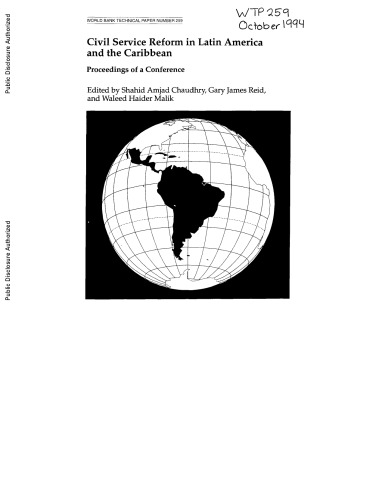 WTP 259
October 1994
WORLD BANK TECHNICAL PAPER NUMBER 259
Civil Service Reform in Latin America
and the Caribbean
Proceedings of a Conference
Edited by Shahid Amjad Chaudhry, Gary James Reid,
and Waleed Haider Malik
Public Disclosure Authorized
Public Disclosure Authorized